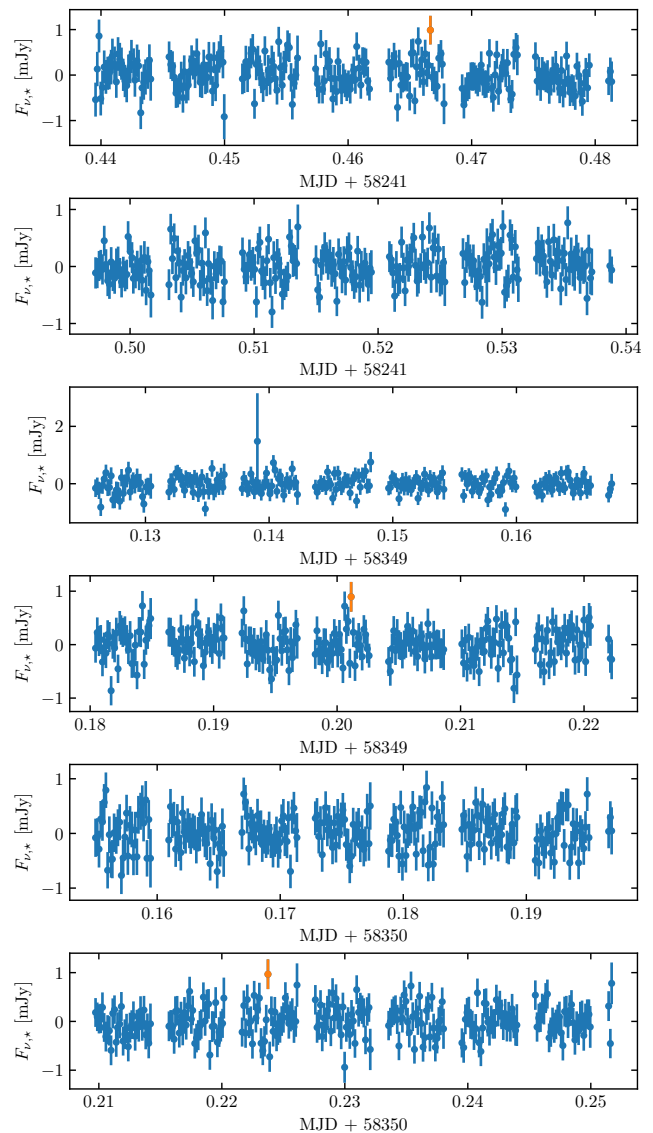 1
0
−1
F_{ν,⋆} [mJy]
0.44 0.45 0.46 0.47 0.48
MJD + 58241
1
0
−1
F_{ν,⋆} [mJy]
0.50 0.51 0.52 0.53 0.54
MJD + 58241
2
0
F_{ν,⋆} [mJy]
0.13 0.14 0.15 0.16
MJD + 58349
1
0
−1
F_{ν,⋆} [mJy]
0.18 0.19 0.20 0.21 0.22
MJD + 58349
1
0
−1
F_{ν,⋆} [mJy]
0.16 0.17 0.18 0.19
MJD + 58350
1
0
−1
F_{ν,⋆} [mJy]
0.21 0.22 0.23 0.24 0.25
MJD + 58350